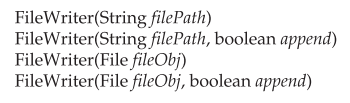 FileWriter(String filePath)
FileWriter(String filePath, boolean append)
FileWriter(File fileObj)
FileWriter(File fileObj, boolean append)